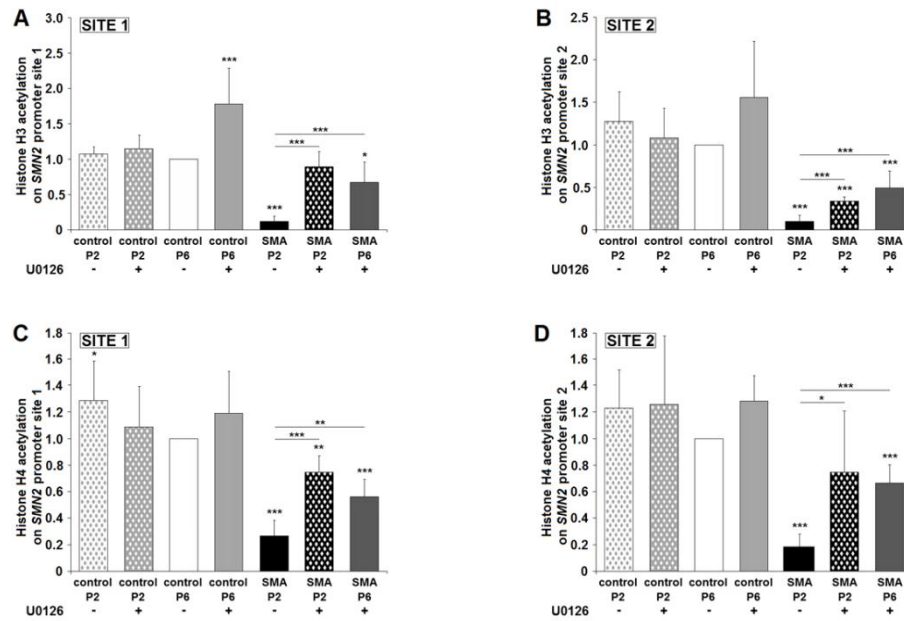 A
SITE 1
Histone H3 acetylation
on SMN2 promoter site 1
3.0
2.5
2.0
1.5
1.0
0.5
0
***
***
***
***
*
***
control control control control SMA SMA SMA
P2 P2 P6 P6 P2 P2 P6
U0126 - + - + - + +
B
SITE 2
Histone H3 acetylation
on SMN2 promoter site 2
2.5
2.0
1.5
1.0
0.5
0
***
***
***
***
***
control control control control SMA SMA SMA
P2 P2 P6 P6 P2 P2 P6
U0126 - + - + - + +
C
SITE 1
Histone H4 acetylation
on SMN2 promoter site 1
1.8
1.6
1.4
1.2
1.0
0.8
0.6
0.4
0.2
0
*
**
***
**
***
***
control control control control SMA SMA SMA
P2 P2 P6 P6 P2 P2 P6
U0126 - + - + - + +
D
SITE 2
Histone H4 acetylation
on SMN2 promoter site 2
1.8
1.6
1.4
1.2
1.0
0.8
0.6
0.4
0.2
0
***
*
***
***
control control control control SMA SMA SMA
P2 P2 P6 P6 P2 P2 P6
U0126 - + - + - + +